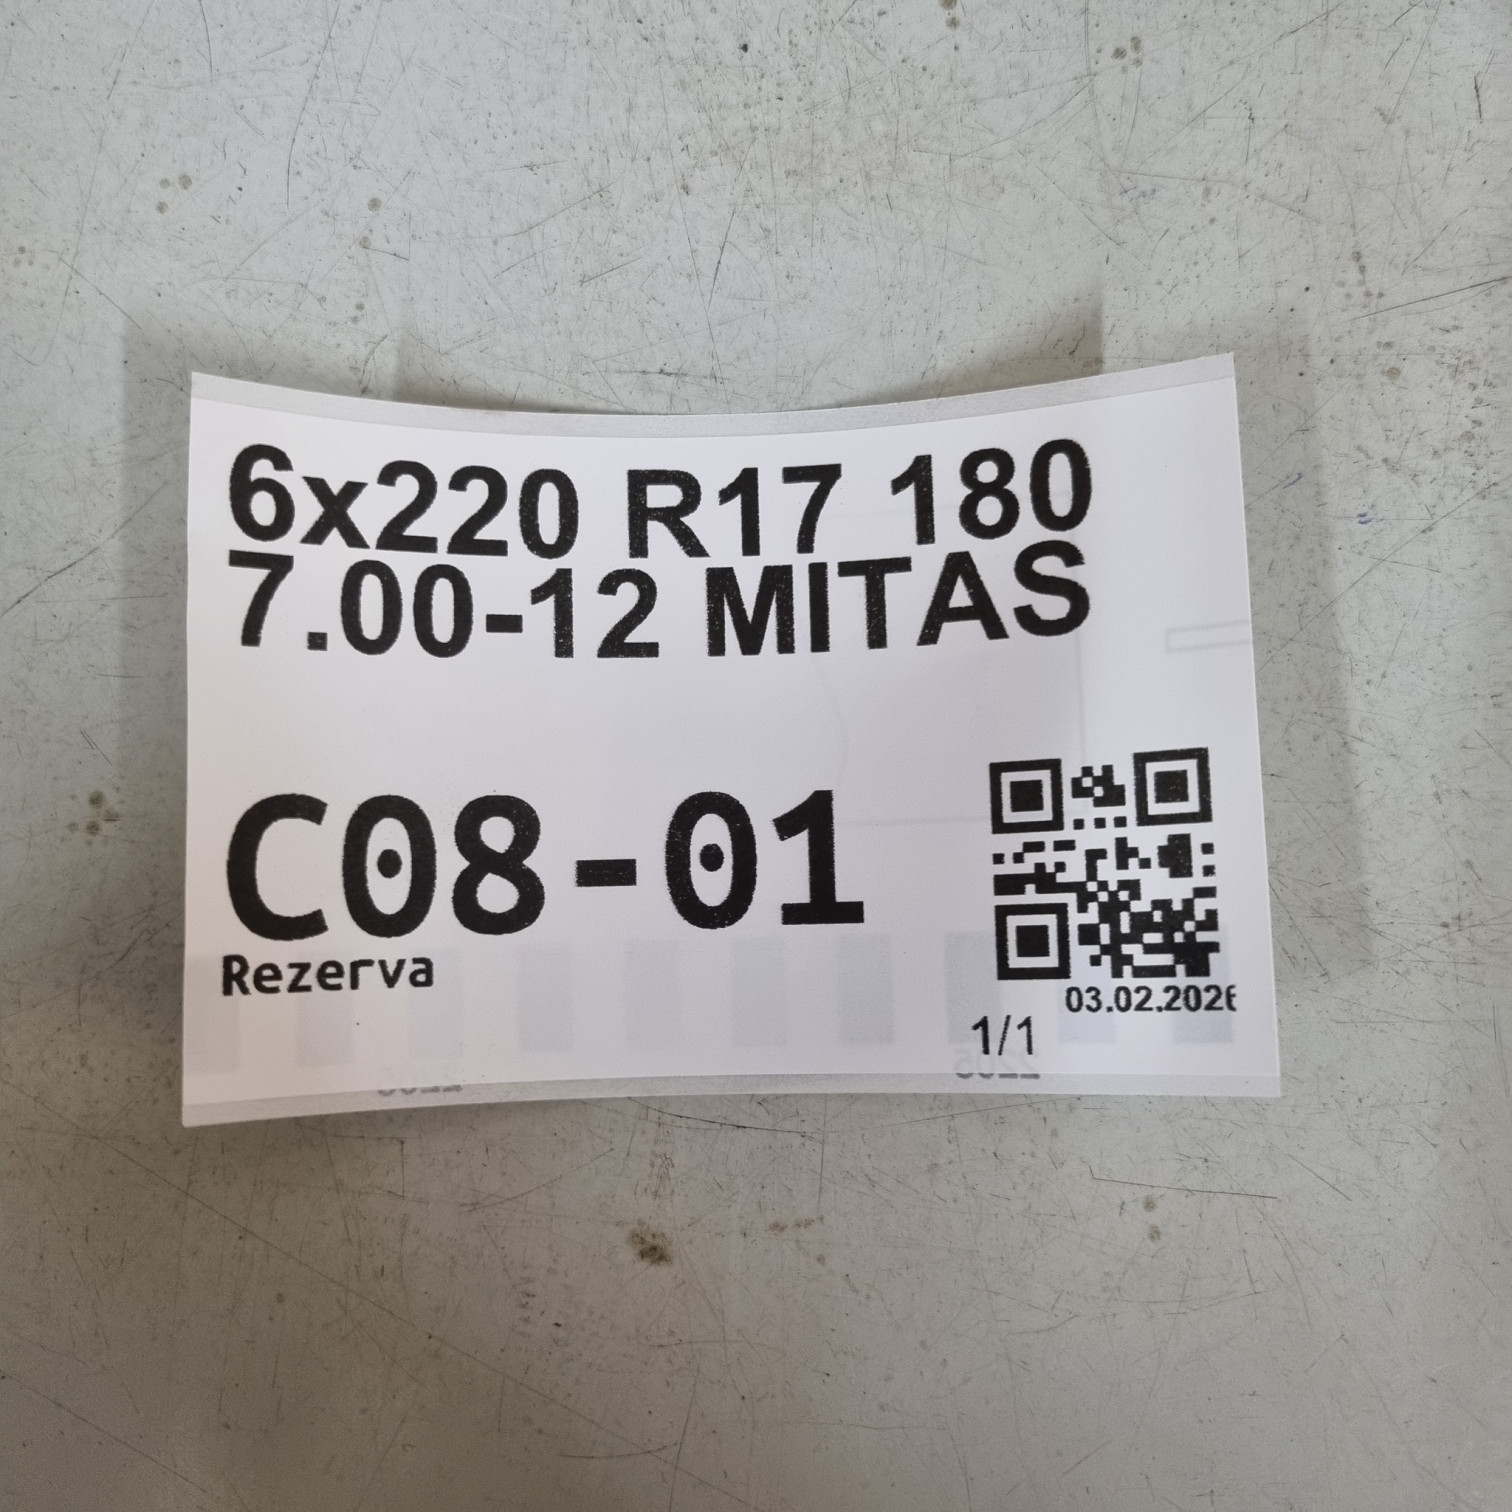 6x220 R17 180
7.00-12 MITAS
C08-01
Rezerva
03.02.2026
1/1